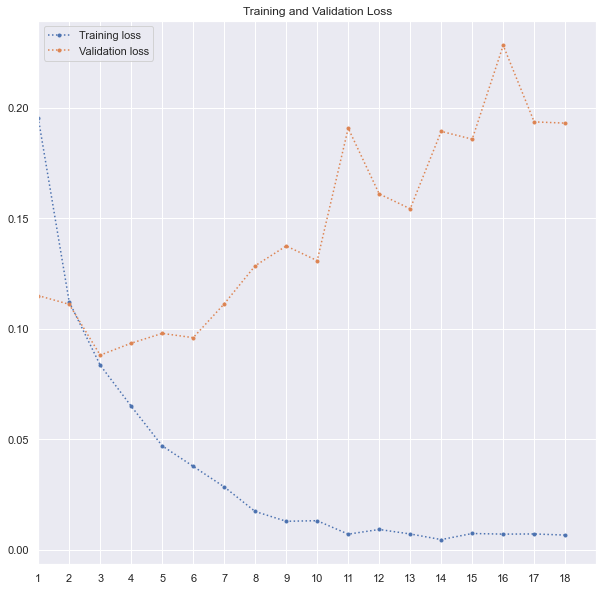 Training and Validation Loss
Training loss
Validation loss
0.20
0.15
0.10
0.05
0.00
1 2 3 4 5 6 7 8 9 10 11 12 13 14 15 16 17 18